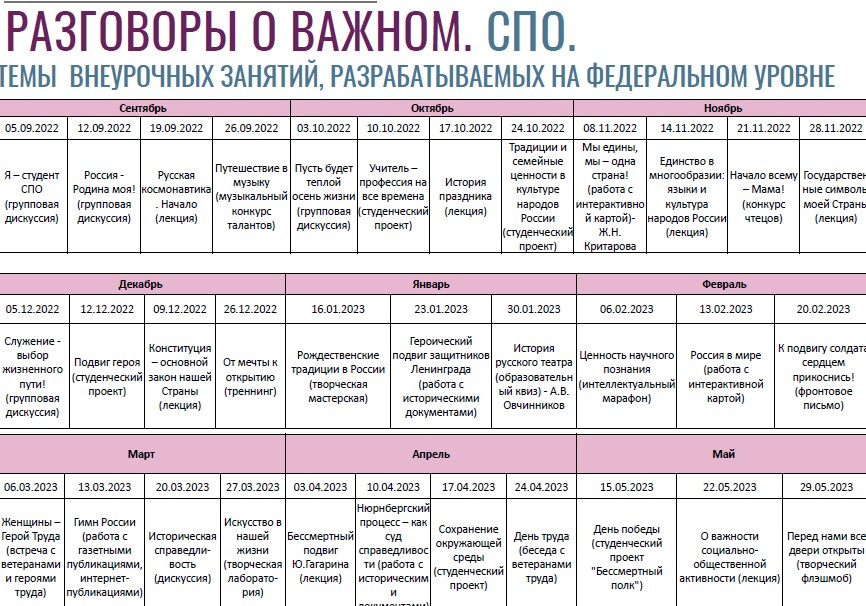 РАЗГОВОРЫ О ВАЖНОМ. СПО.
ТЕМЫ ВНЕУРОЧНЫХ ЗАНЯТИЙ, РАЗРАБАТЫВАЕМЫХ НА ФЕДЕРАЛЬНОМ УРОВНЕ
Сентябрь Октябрь Ноябрь
05.09.2022 12.09.2022 19.09.2022 26.09.2022 03.10.2022 10.10.2022 17.10.2022 24.10.2022 08.11.2022 14.11.2022 21.11.2022 28.11.2022
Я – студент
СПО
(групповая
дискуссия)
Россия -
Родина моя!
(групповая
дискуссия)
Русская
космонавтика
. Начало
(лекция)
Путешествие в
музыку
(музыкальный
конкурс
талантов)
Пусть будет
теплой
осень жизни
(групповая
дискуссия)
Учитель –
профессия на
все времена
(студенческий
проект)
История
праздника
(лекция)
Традиции и
семейные
ценности в
культуре
народов
России
(студенческий
проект)
Мы едины,
мы – одна
страна!
(работа с
интерактивно
й картой)-
Ж.Н.
Критарова
Единство в
многообразии:
языки и
культура
народов России
(лекция)
Начало всему
– Мама!
(конкурс
чтецов)
Государствен
ные символы
моей Страны
(лекция)
Декабрь Январь Февраль
05.12.2022 12.12.2022 09.12.2022 26.12.2022 16.01.2023 23.01.2023 30.01.2023 06.02.2023 13.02.2023 20.02.2023
Служение -
выбор
жизненного
пути!
(групповая
дискуссия)
Подвиг героя
(студенческий
проект)
Конституция
– основной
закон нашей
Страны
(лекция)
От мечты к
открытию
(тренинг)
Рождественские
традиции в России
(творческая
мастерская)
Героический
подвиг защитников
Ленинграда
(работа с
историческими
документами)
История
русского театра
(образовательн
ый квиз) - А.В.
Овчинников
Ценность научного
познания
(интеллектуальный
марафон)
Россия в мире
(работа с
интерактивной
картой)
К подвигу солдата
сердцем
прикоснись!
(фронтовое
письмо)
Март Апрель Май
06.03.2023 13.03.2023 20.03.2023 27.03.2023 03.04.2023 10.04.2023 17.04.2023 24.04.2023 15.05.2023 22.05.2023 29.05.2023
Женщины –
Герой Труда
(встреча с
ветеранами
и героями
труда)
Гимн России
(работа с
газетными
публикациями,
интернет-
публикациями)
Историческая
справедли-
вость
(дискуссия)
Искусство в
нашей
жизни
(творческая
лаборато-
рия)
Бессмертный
подвиг
Ю.Гагарина
(лекция)
Нюрнбергский
процесс – как
суд
справедливос
ти (работа с
историческим
и
документами)
Сохранение
окружающей
среды
(студенческий
проект)
День труда
(беседа с
ветеранами
труда)
День победы
(студенческий
проект
"Бессмертный
полк")
О важности
социально-
общественной
активности (лекция)
Перед нами все
двери открыты
(творческий
флэшмоб)